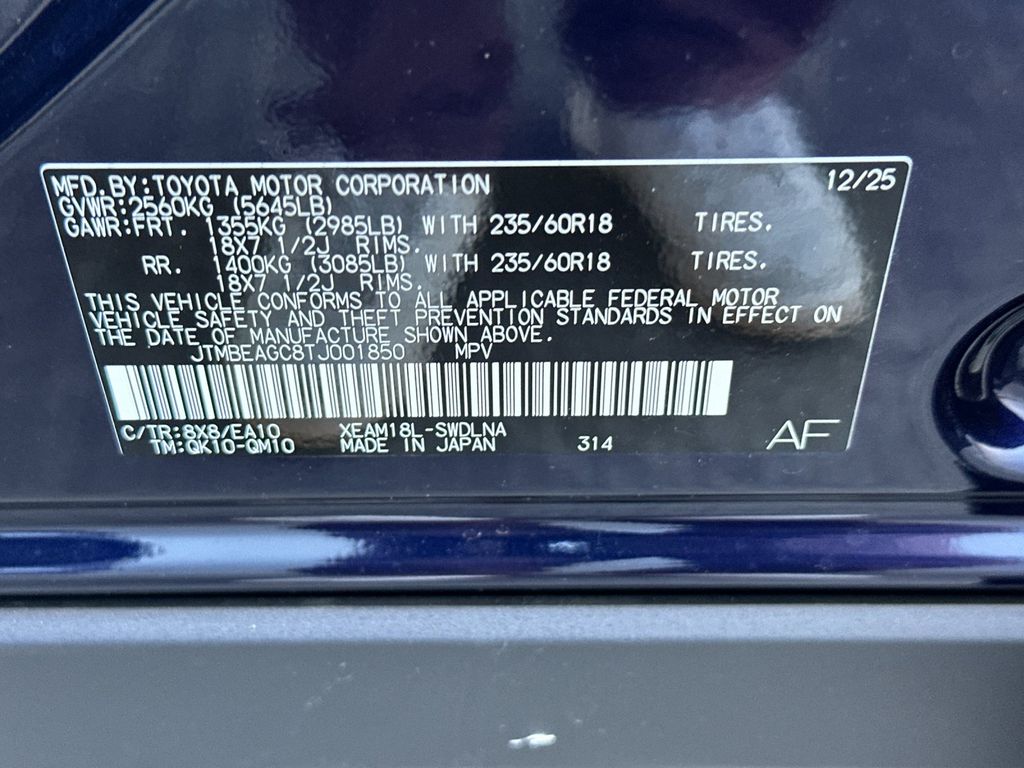 MFD.BY:TOYOTA MOTOR CORPORATION 12/25
GVWR:2560KG (5645LB)
GAWR:FRT. 1355KG (2985LB) WITH 235/60R18 TIRES.
18X7 1/2J RIMS.
RR. 1400KG (3085LB) WITH 235/60R18 TIRES.
18X7 1/2J RIMS.
THIS VEHICLE CONFORMS TO ALL APPLICABLE FEDERAL MOTOR
VEHICLE SAFETY AND THEFT PREVENTION STANDARDS IN EFFECT ON
THE DATE OF MANUFACTURE SHOWN ABOVE.
JTMBEAGC8TJ001850 MPV
C/TR:8X8/EA10 XEAM18L-SWDLNA
TM:QK10-QM10 MADE IN JAPAN 314 AF